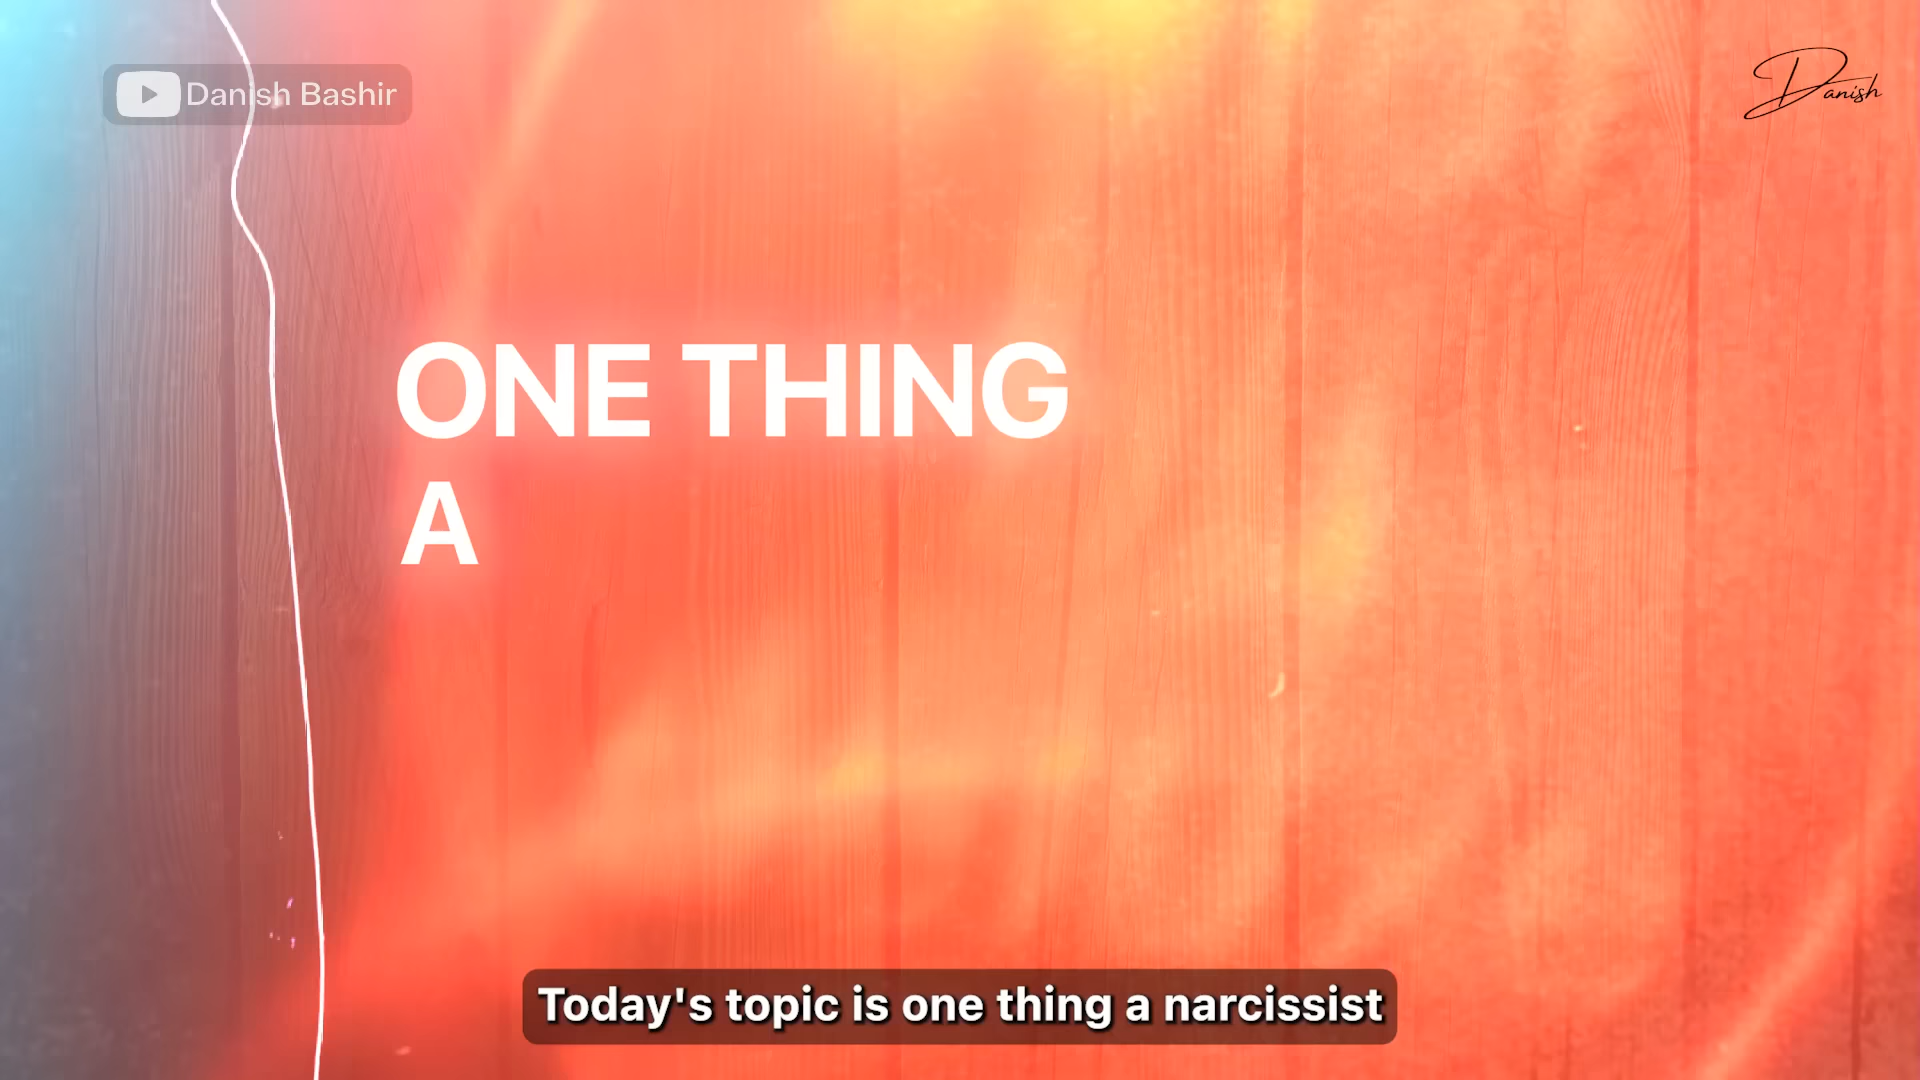 Danish Bashir
Danish
ONE THING
A
Today's topic is one thing a narcissist